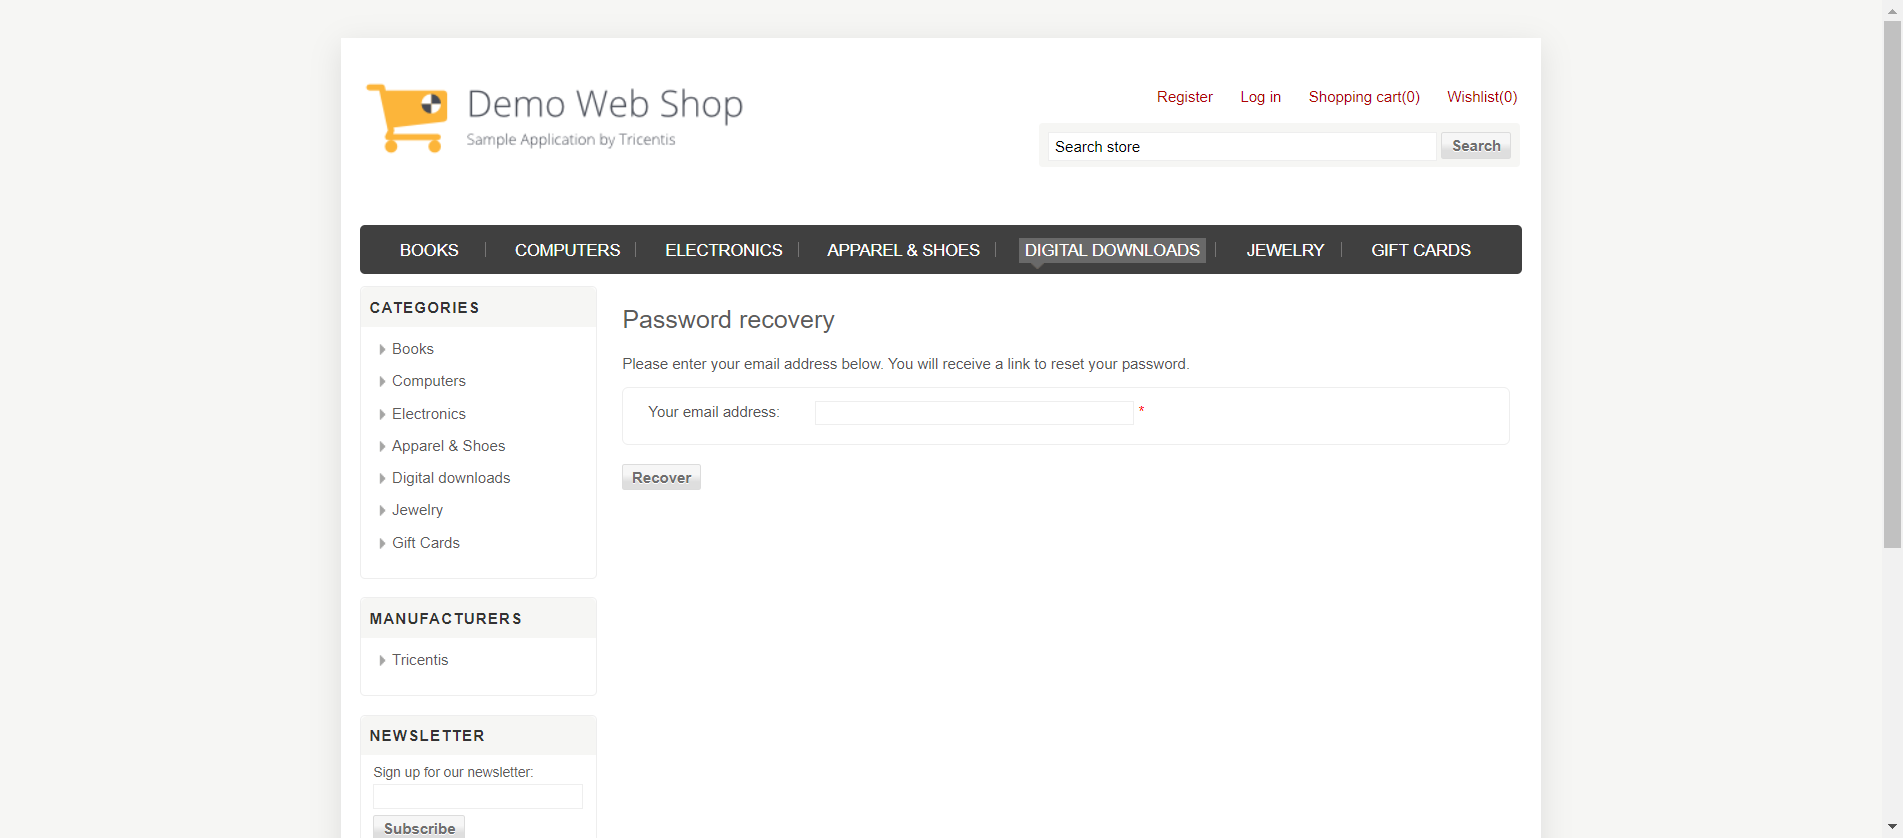 Demo Web Shop
Sample Application by Tricentis
Register Log in Shopping cart(0) Wishlist(0)
Search store Search
BOOKS COMPUTERS ELECTRONICS APPAREL & SHOES DIGITAL DOWNLOADS JEWELRY GIFT CARDS
CATEGORIES
Books
Computers
Electronics
Apparel & Shoes
Digital downloads
Jewelry
Gift Cards
MANUFACTURERS
Tricentis
NEWSLETTER
Sign up for our newsletter:
Subscribe
Password recovery
Please enter your email address below. You will receive a link to reset your password.
Your email address: *
Recover